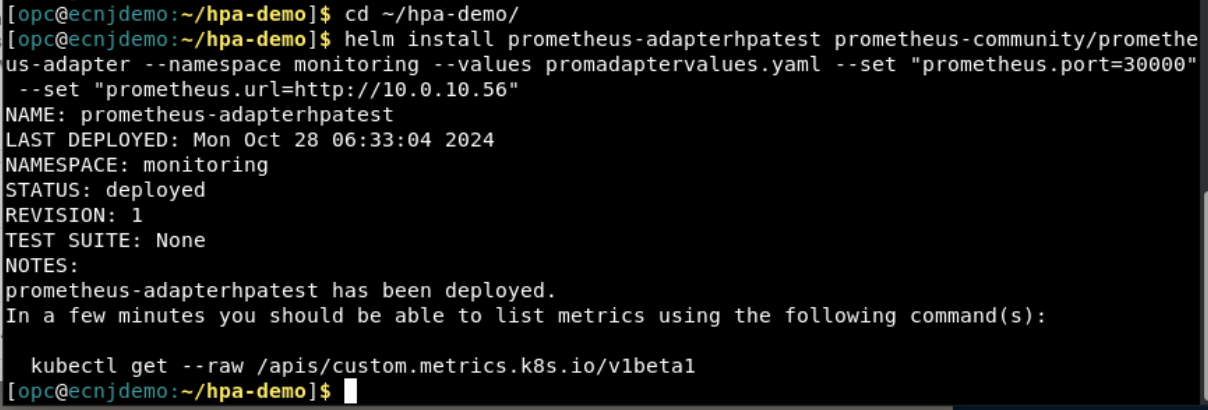 [opc@ecnjdemo:~/hpa-demo]$ cd ~/hpa-demo/
[opc@ecnjdemo:~/hpa-demo]$ helm install prometheus-adapterhpatest prometheus-community/promethe
us-adapter --namespace monitoring --values promadaptervalues.yaml --set "prometheus.port=30000"
 --set "prometheus.url=http://10.0.10.56"
NAME: prometheus-adapterhpatest
LAST DEPLOYED: Mon Oct 28 06:33:04 2024
NAMESPACE: monitoring
STATUS: deployed
REVISION: 1
TEST SUITE: None
NOTES:
prometheus-adapterhpatest has been deployed.
In a few minutes you should be able to list metrics using the following command(s):

  kubectl get --raw /apis/custom.metrics.k8s.io/v1beta1
[opc@ecnjdemo:~/hpa-demo]$